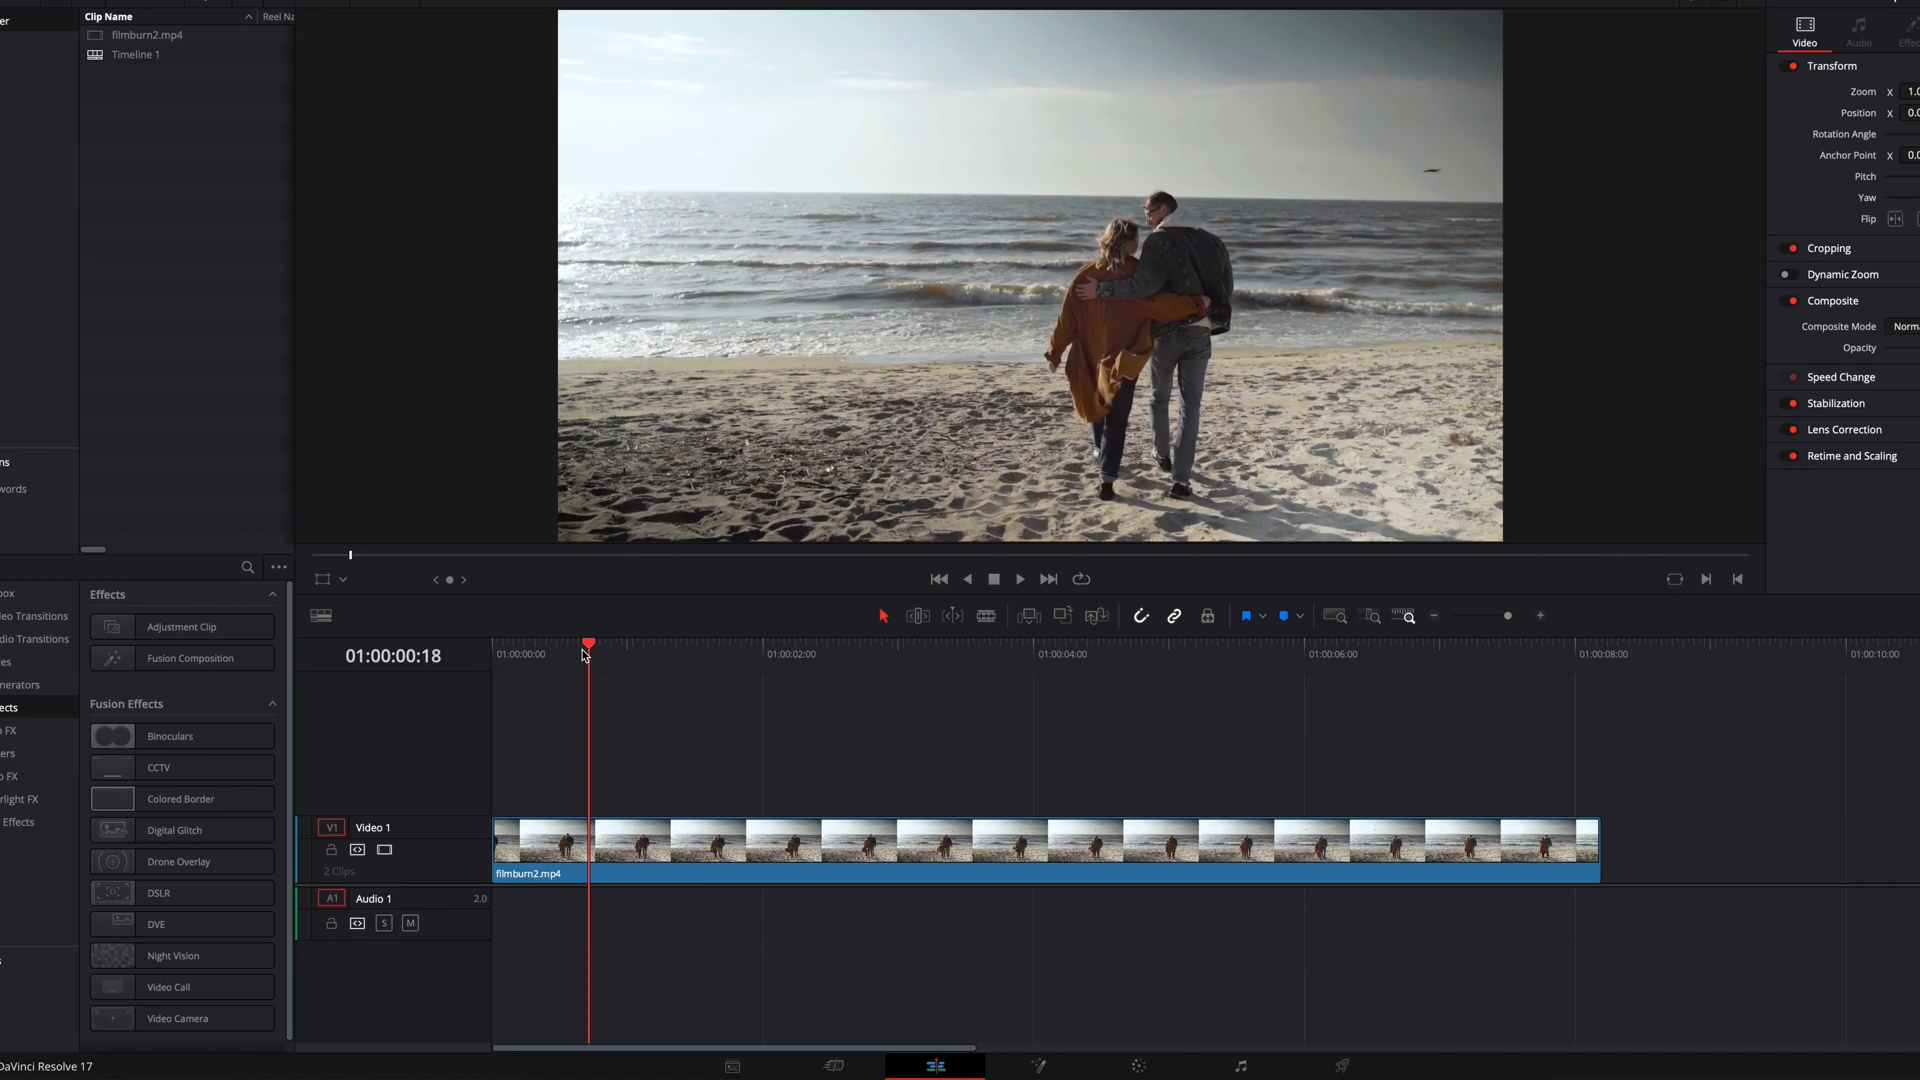 er
Clip Name
Reel Na
filmburn2.mp4
Timeline 1
ns
words
Video
Audio
Effec
Transform
Zoom X 1.0
Position X 0.0
Rotation Angle
Anchor Point X 0.0
Pitch
Yaw
Flip
Cropping
Dynamic Zoom
Composite
Composite Mode Norma
Opacity
Speed Change
Stabilization
Lens Correction
Retime and Scaling
box
eo Transitions
dio Transitions
es
nerators
ects
FX
ers
o FX
rlight FX
Effects
Effects
Adjustment Clip
Fusion Composition
Fusion Effects
Binoculars
CCTV
Colored Border
Digital Glitch
Drone Overlay
DSLR
DVE
Night Vision
Video Call
Video Camera
01:00:00:18
01:00:00:00
01:00:02:00
01:00:04:00
01:00:06:00
01:00:08:00
01:00:10:00
V1 Video 1
2 Clips
filmburn2.mp4
A1 Audio 1 2.0
S M
DaVinci Resolve 17